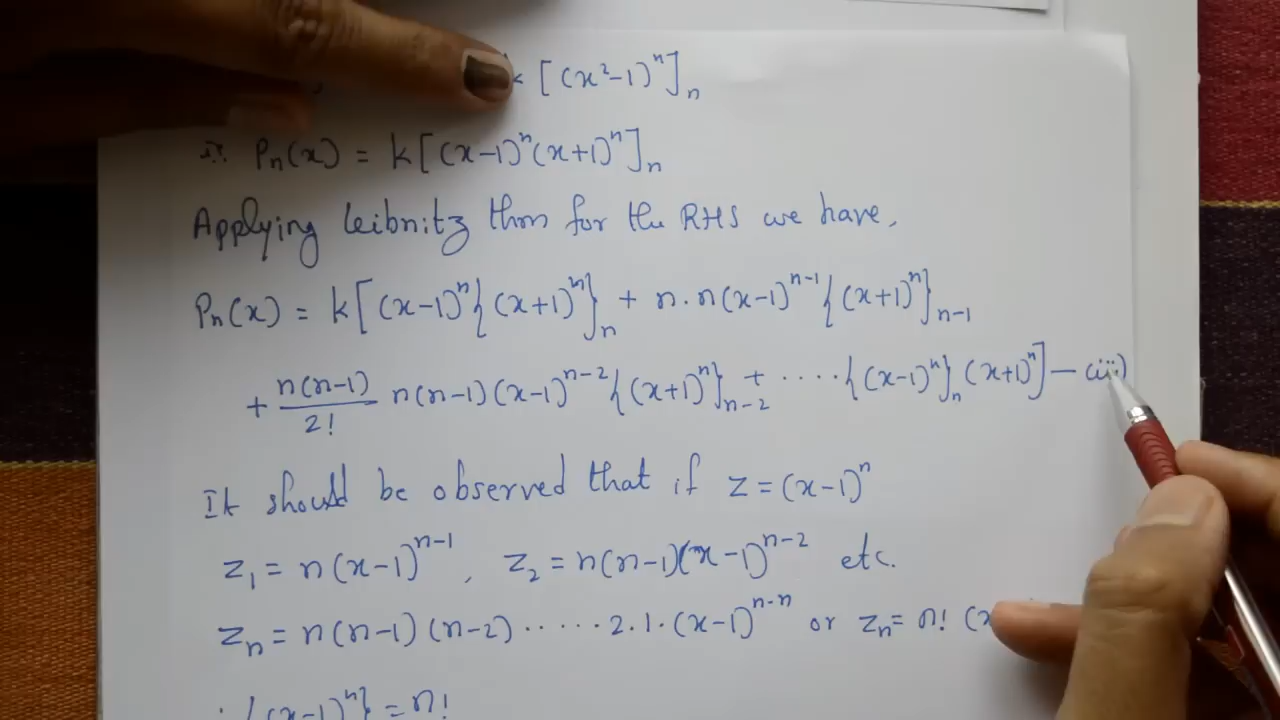 k [(x²-1)ⁿ]ₙ
∴ Pₙ(x) = k[(x-1)ⁿ(x+1)ⁿ]ₙ
Applying Leibnitz thm for the RHS we have,
Pₙ(x) = k[(x-1)ⁿ{(x+1)ⁿ}ₙ + n.n(x-1)ⁿ⁻¹{(x+1)ⁿ}ₙ₋₁
+ n(n-1)/2! n(n-1)(x-1)ⁿ⁻²{(x+1)ⁿ}ₙ₋₂ + ....{(x-1)ⁿ}ₙ(x+1)ⁿ] — (iii)
It should be observed that if z = (x-1)ⁿ
z₁ = n(x-1)ⁿ⁻¹, z₂ = n(n-1)(x-1)ⁿ⁻² etc.
zₙ = n(n-1)(n-2).....2.1.(x-1)ⁿ⁻ⁿ or zₙ = n! (x
{(x-1)ⁿ} = n!